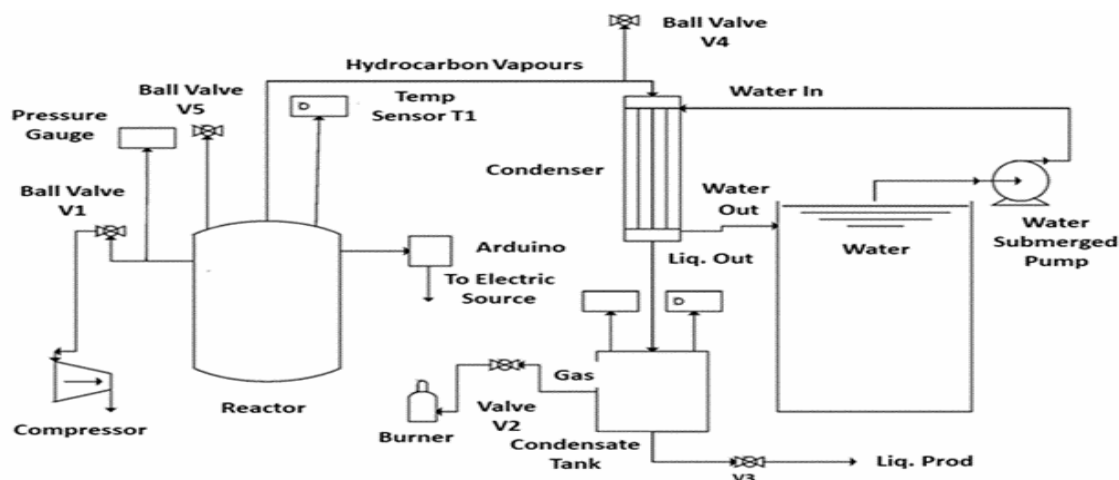 Ball Valve
V4
Hydrocarbon Vapours
Ball Valve
V5
Temp
Sensor T1
D
Water In
Pressure
Gauge
Condenser
Ball Valve
V1
Water
Out
Water
Water
Submerged
Pump
Arduino
To Electric
Source
Liq. Out
D
Gas
Reactor
Compressor
Burner
Valve
V2
Condensate
Tank
V3
Liq. Prod